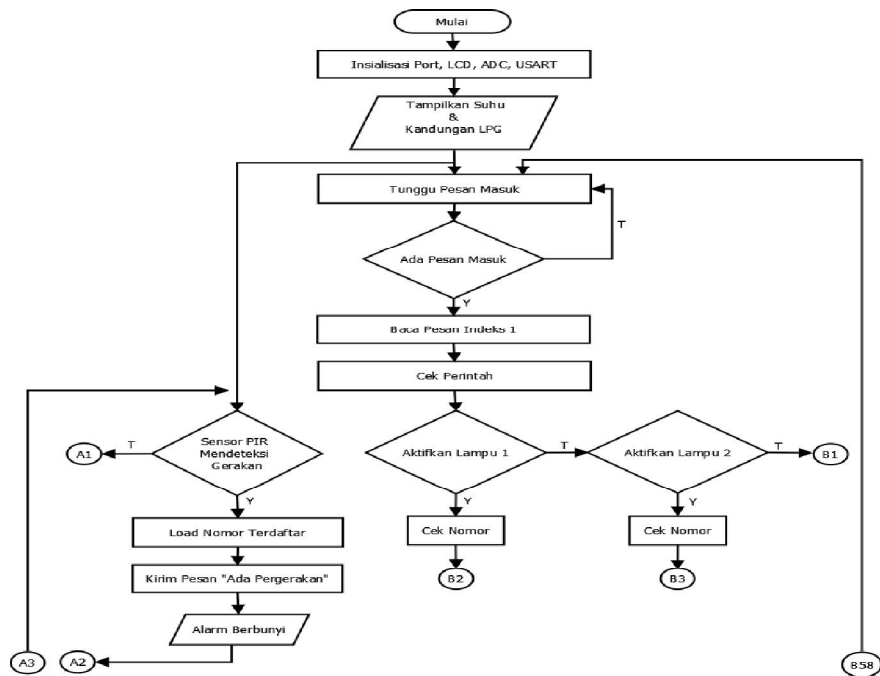 Mulai
Insialisasi Port, LCD, ADC, USART
Tampilkan Suhu
&
Kandungan LPG
Tunggu Pesan Masuk
T
Ada Pesan Masuk
Y
Baca Pesan Indeks 1
Cek Perintah
A1
T
Sensor PIR
Mendeteksi
Gerakan
Y
Aktifkan Lampu 1
T
Y
Aktifkan Lampu 2
T
B1
Y
Load Nomor Terdaftar
Cek Nomor
Cek Nomor
Kirim Pesan "Ada Pergerakan"
B2
B3
Alarm Berbunyi
A3
A2
B58